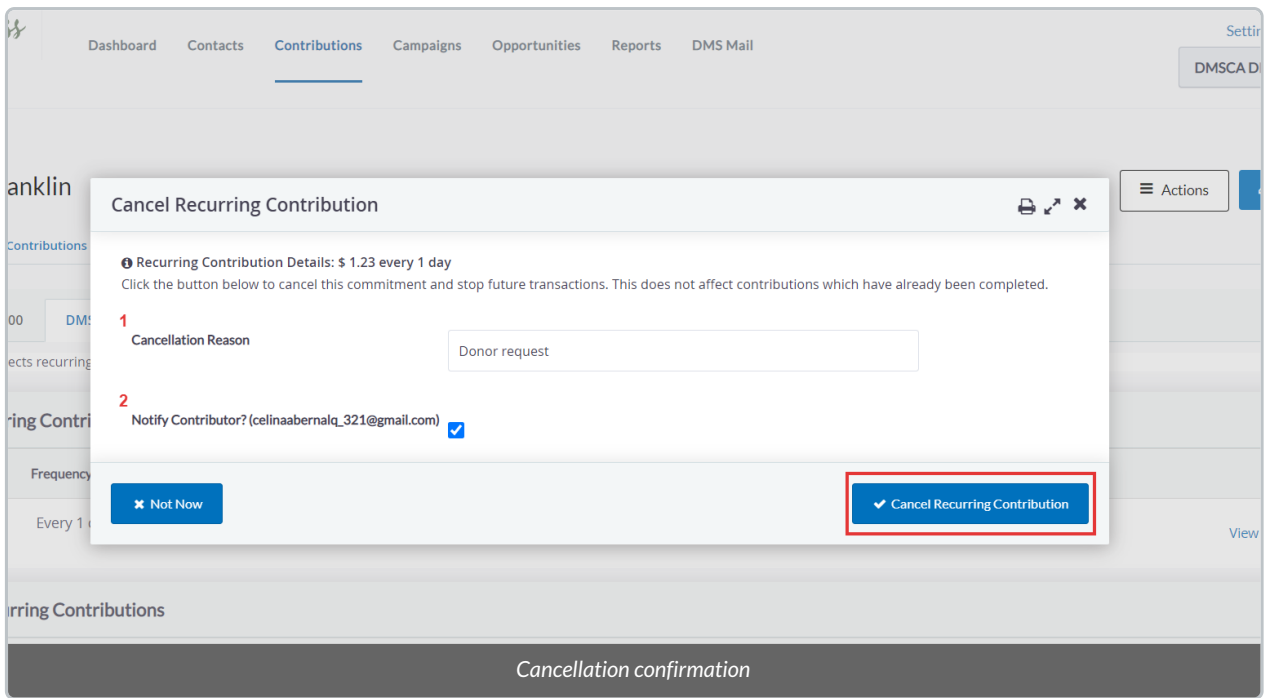 Settin
Dashboard Contacts Contributions Campaigns Opportunities Reports DMS Mail
DMSCA D
anklin
Actions
Cancel Recurring Contribution
Contributions
Recurring Contribution Details: $ 1.23 every 1 day
Click the button below to cancel this commitment and stop future transactions. This does not affect contributions which have already been completed.
00 DMS
1
Cancellation Reason
Donor request
ects recurring
2
Notify Contributor? (celinaabernalq_321@gmail.com)
ring Contri
Frequency
Not Now
Cancel Recurring Contribution
Every 1
View
rring Contributions
Cancellation confirmation